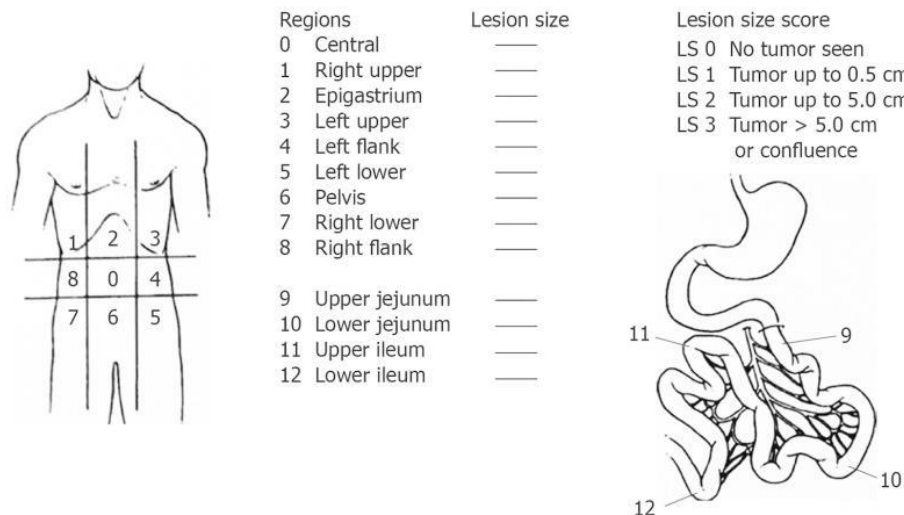 Regions Lesion size
0 Central
1 Right upper
2 Epigastrium
3 Left upper
4 Left flank
5 Left lower
6 Pelvis
7 Right lower
8 Right flank
9 Upper jejunum
10 Lower jejunum
11 Upper ileum
12 Lower ileum
Lesion size score
LS 0 No tumor seen
LS 1 Tumor up to 0.5 cm
LS 2 Tumor up to 5.0 cm
LS 3 Tumor > 5.0 cm
or confluence
1 2 3
8 0 4
7 6 5
11 9
10
12